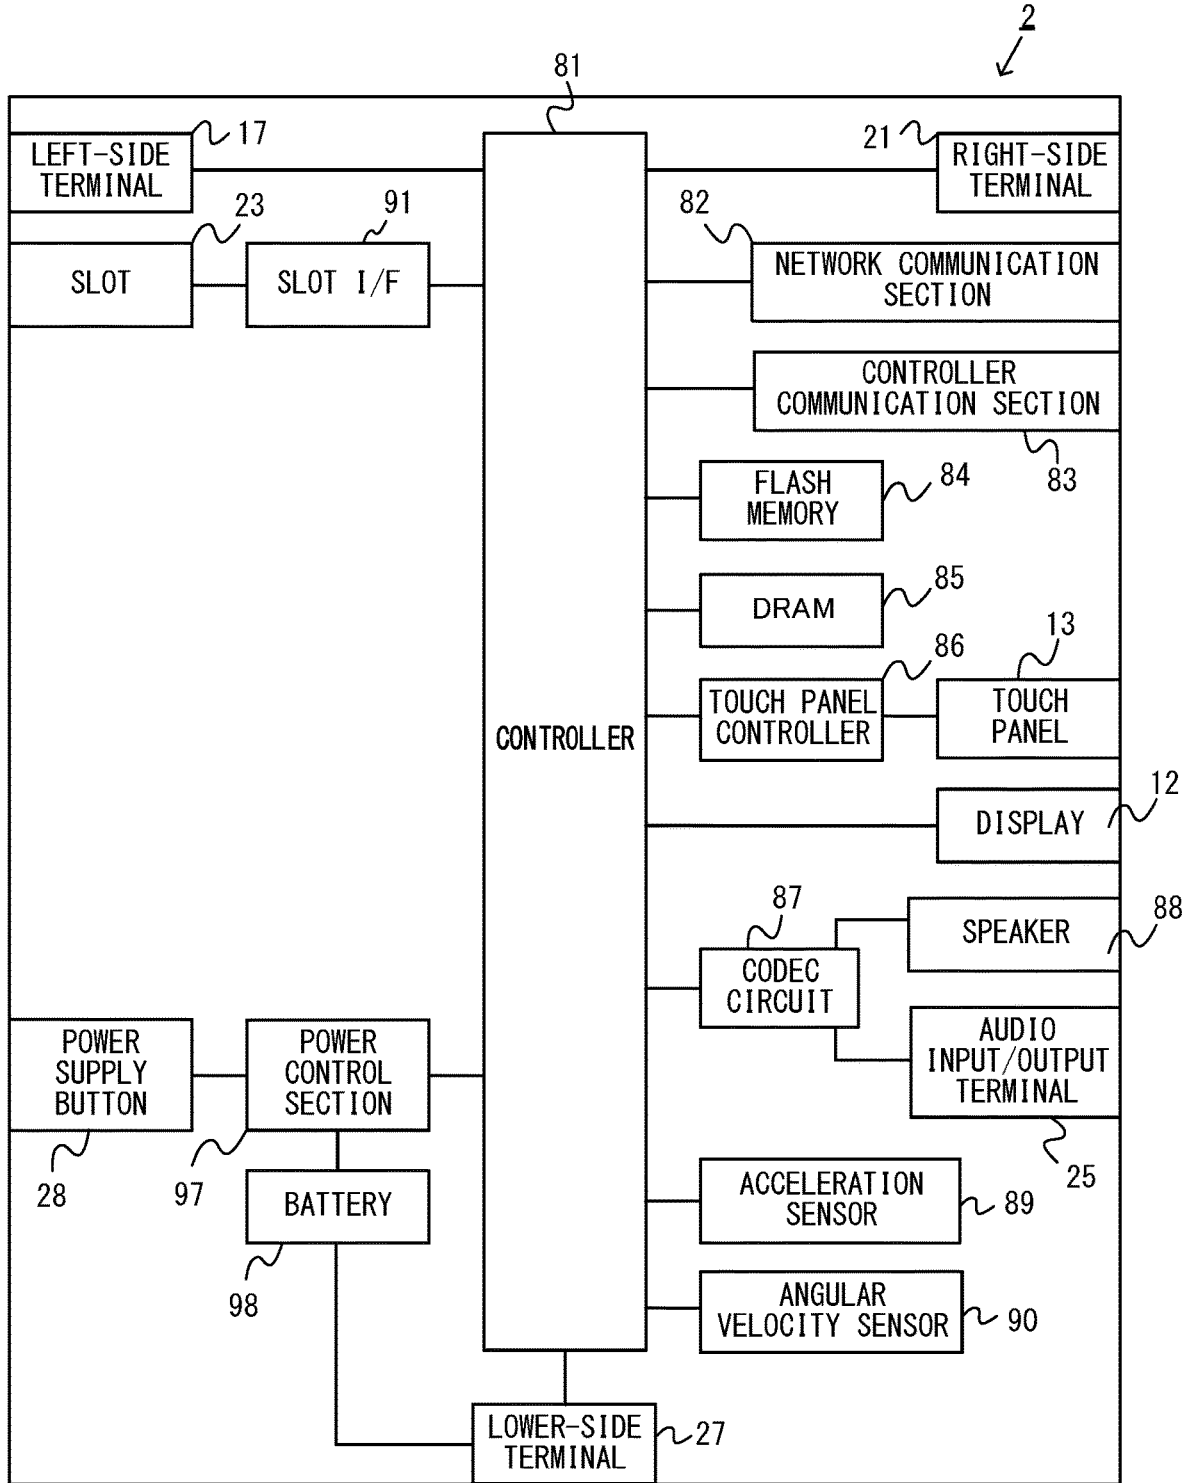 2
81
17
LEFT-SIDE
TERMINAL
21
RIGHT-SIDE
TERMINAL
23
SLOT
91
SLOT I/F
82
NETWORK COMMUNICATION
SECTION
CONTROLLER
COMMUNICATION SECTION
83
FLASH
MEMORY
84
DRAM
85
86
TOUCH PANEL
CONTROLLER
13
TOUCH
PANEL
CONTROLLER
DISPLAY
12
87
CODEC
CIRCUIT
SPEAKER
88
AUDIO
INPUT/OUTPUT
TERMINAL
25
POWER
SUPPLY
BUTTON
28
POWER
CONTROL
SECTION
97
BATTERY
98
ACCELERATION
SENSOR
89
ANGULAR
VELOCITY SENSOR
90
LOWER-SIDE
TERMINAL
27